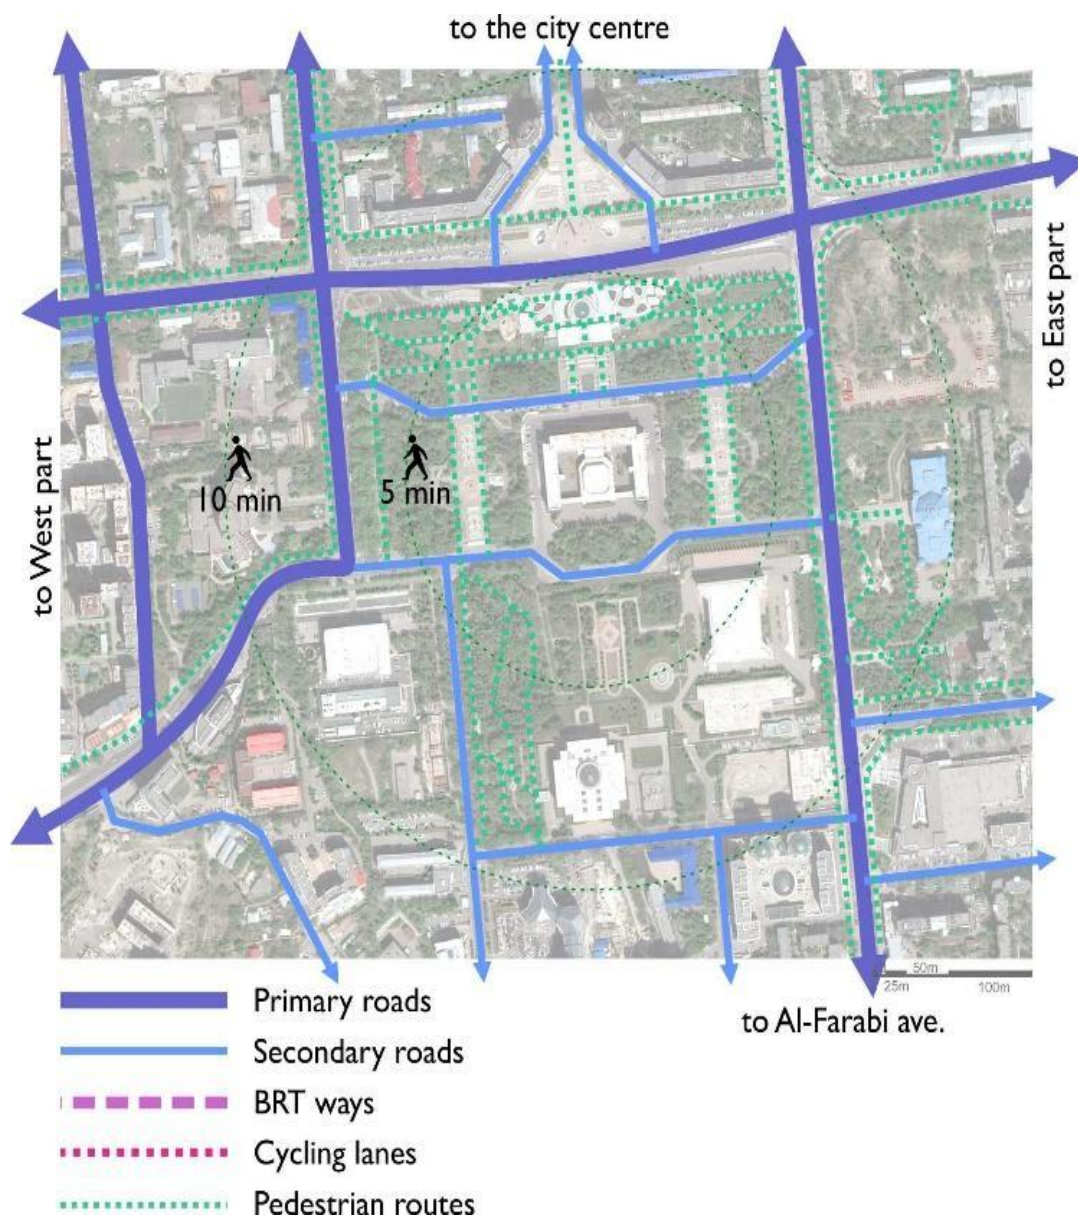 to the city centre
to West part
to East part
10 min
5 min
50m
25m
100m
to Al-Farabi ave.
Primary roads
Secondary roads
BRT ways
Cycling lanes
Pedestrian routes